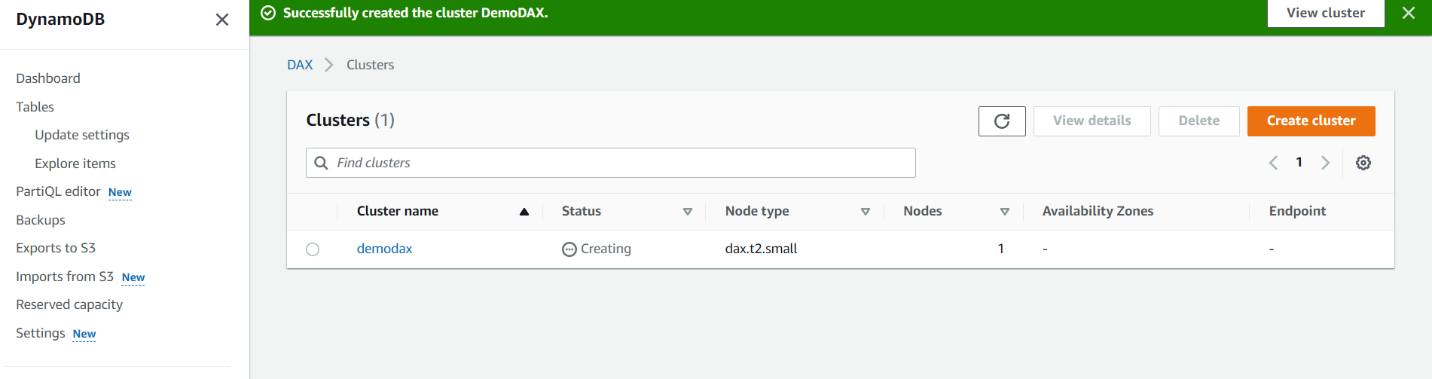 DynamoDB
Successfully created the cluster DemoDAX.
View cluster
DAX
Clusters
Dashboard
Tables
Update settings
Explore items
PartiQL editor New
Backups
Exports to S3
Imports from S3 New
Reserved capacity
Settings New
Clusters (1)
View details
Delete
Create cluster
Find clusters
1
Cluster name Status Node type Nodes Availability Zones Endpoint
demodax Creating dax.t2.small 1 - -